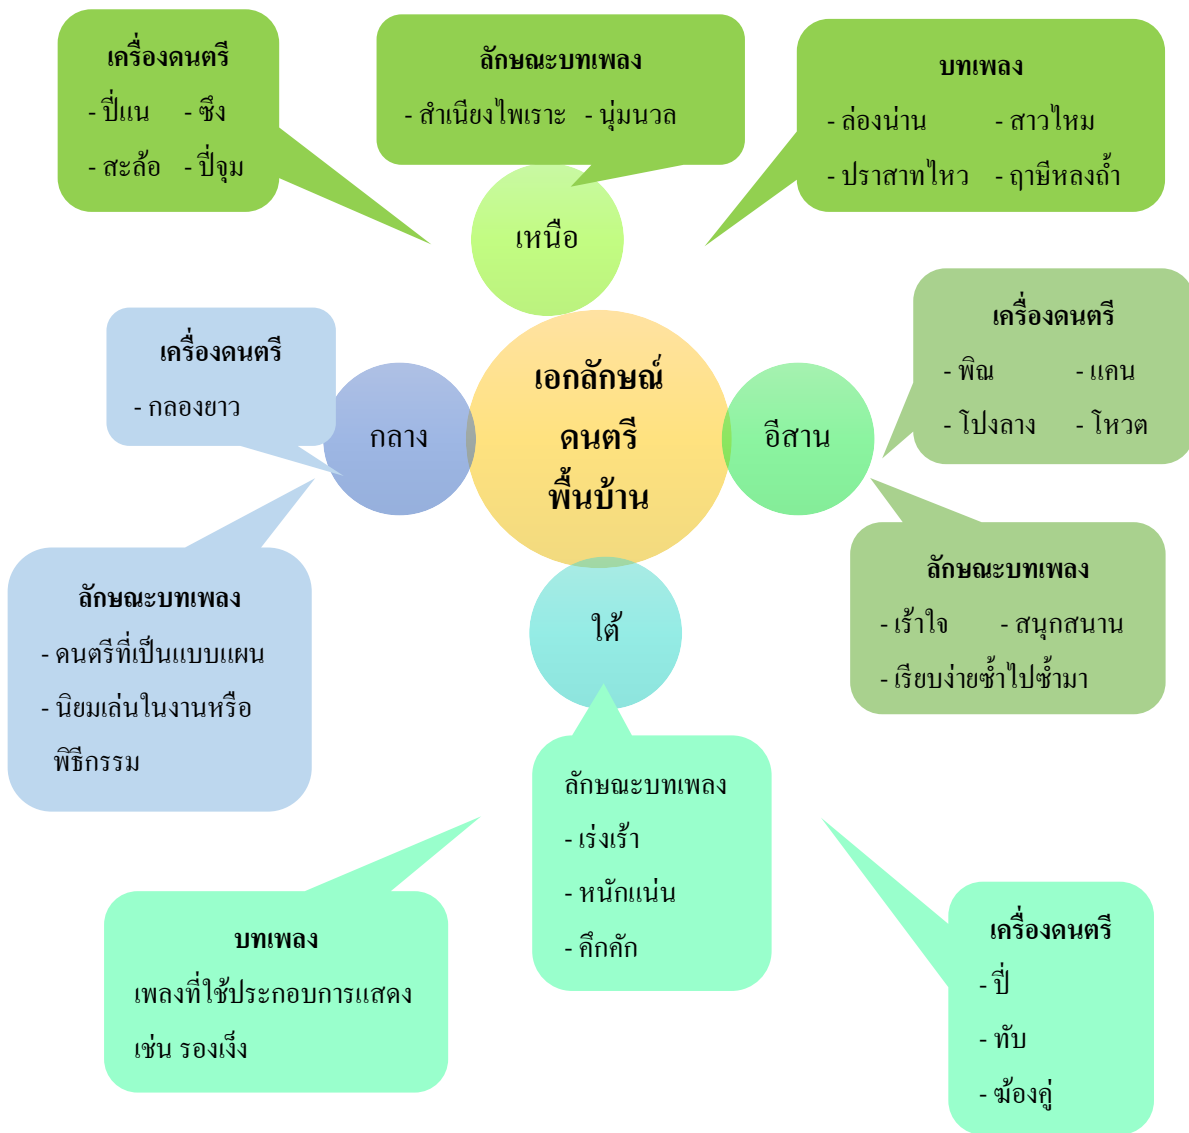 เครื่องดนตรี
- ปี่แน - ซึง
- สะล้อ - ปี่จุม
ลักษณะบทเพลง
- สำเนียงไพเราะ - นุ่มนวล
บทเพลง
- ล่องน่าน - สาวไหม
- ปราสาทไหว - ฤาษีหลงถ้ำ
เหนือ
เครื่องดนตรี
- กลองยาว
กลาง
เอกลักษณ์
ดนตรี
พื้นบ้าน
อีสาน
เครื่องดนตรี
- พิณ - แคน
- โปงลาง - โหวต
ลักษณะบทเพลง
- ดนตรีที่เป็นแบบแผน
- นิยมเล่นในงานหรือ
พิธีกรรม
ใต้
ลักษณะบทเพลง
- เร้าใจ - สนุกสนาน
- เรียบง่ายซ้ำไปซ้ำมา
ลักษณะบทเพลง
- เร่งเร้า
- หนักแน่น
- คึกคัก
บทเพลง
เพลงที่ใช้ประกอบการแสดง
เช่น รองเง็ง
เครื่องดนตรี
- ปี่
- ทับ
- ฆ้องคู่